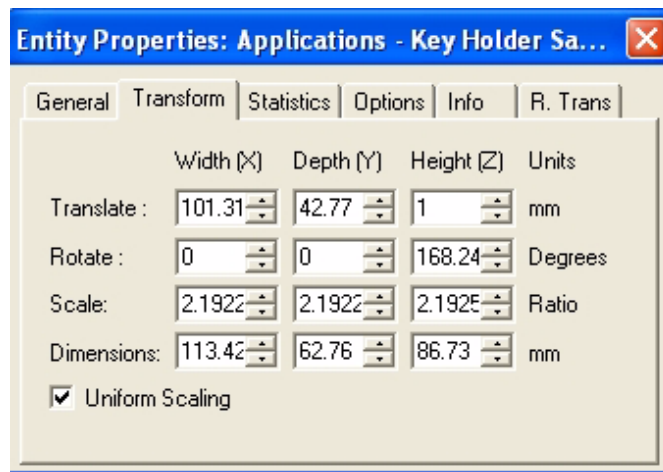 Entity Properties: Applications - Key Holder Sa...
General Transform Statistics Options Info R. Trans
Width (X) Depth (Y) Height (Z) Units
Translate : 101.31 42.77 1 mm
Rotate : 0 0 168.24 Degrees
Scale: 2.1922 2.1922 2.1925 Ratio
Dimensions: 113.42 62.76 86.73 mm
Uniform Scaling